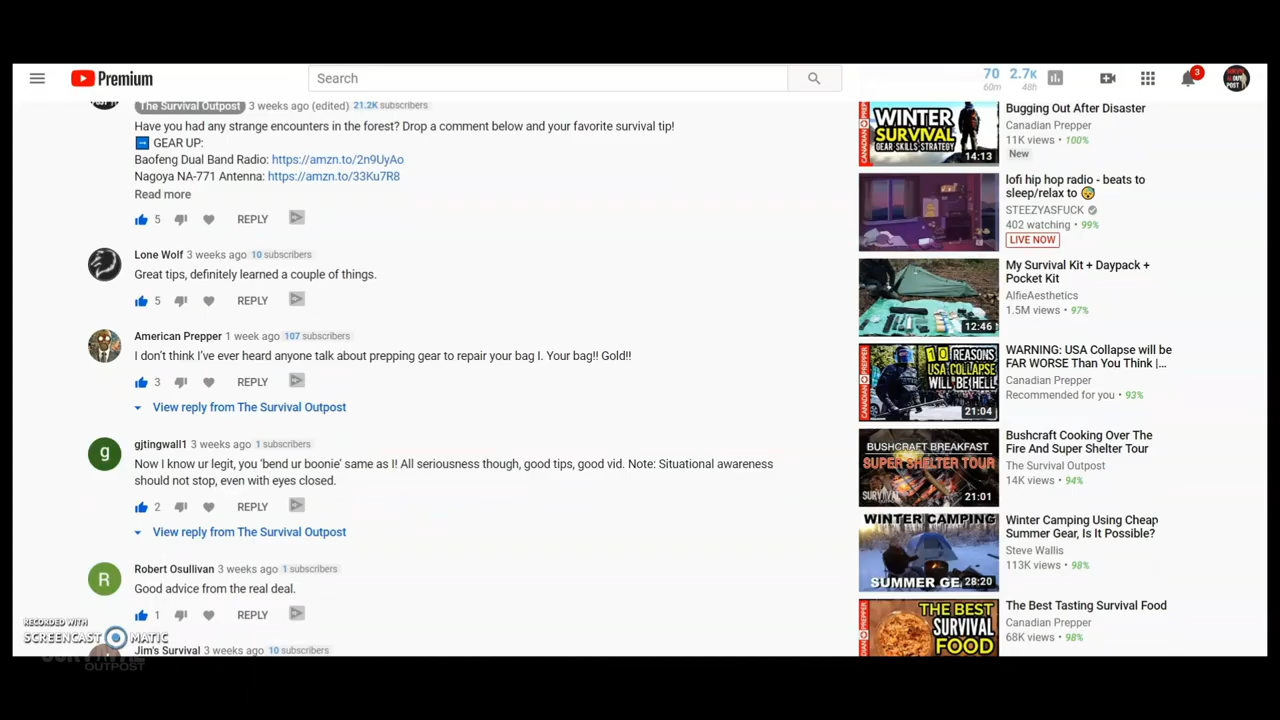 Premium
Search
70 2.7K
60m 48h
3
The Survival Outpost 3 weeks ago (edited) 21.2K subscribers
Have you had any strange encounters in the forest? Drop a comment below and your favorite survival tip!
GEAR UP:
Baofeng Dual Band Radio: https://amzn.to/2n9UyAo
Nagoya NA-771 Antenna: https://amzn.to/33Ku7R8
Read more
5 REPLY
Lone Wolf 3 weeks ago 10 subscribers
Great tips, definitely learned a couple of things.
5 REPLY
American Prepper 1 week ago 107 subscribers
I don't think I've ever heard anyone talk about prepping gear to repair your bag I. Your bag!! Gold!!
3 REPLY
View reply from The Survival Outpost
g
gjtingwall1 3 weeks ago 1 subscribers
Now I know ur legit, you 'bend ur boonie' same as I! All seriousness though, good tips, good vid. Note: Situational awareness
should not stop, even with eyes closed.
2 REPLY
View reply from The Survival Outpost
R
Robert Osullivan 3 weeks ago 1 subscribers
Good advice from the real deal.
1 REPLY
Jim's Survival 3 weeks ago 10 subscribers
RECORDED WITH
SCREENCAST MATIC
SURVIVAL
OUTPOST
CANADIAN PREPPER
WINTER
SURVIVAL
GEAR SKILLS STRATEGY
14:13
Bugging Out After Disaster
Canadian Prepper
11K views • 100%
New
lofi hip hop radio - beats to
sleep/relax to 😴
STEEZYASFUCK
402 watching • 99%
LIVE NOW
12:46
My Survival Kit + Daypack +
Pocket Kit
AlfieAesthetics
1.5M views • 97%
CANADIAN PREPPER
10 REASONS
USA COLLAPSE
WILL BE HELL
21:04
WARNING: USA Collapse will be
FAR WORSE Than You Think |...
Canadian Prepper
Recommended for you • 93%
BUSHCRAFT BREAKFAST
SUPER SHELTER TOUR
SURVIVAL
21:01
Bushcraft Cooking Over The
Fire And Super Shelter Tour
The Survival Outpost
14K views • 94%
WINTER CAMPING
SUMMER GE
28:20
Winter Camping Using Cheap
Summer Gear, Is It Possible?
Steve Wallis
113K views • 98%
THE BEST
SURVIVAL
FOOD
The Best Tasting Survival Food
Canadian Prepper
68K views • 98%